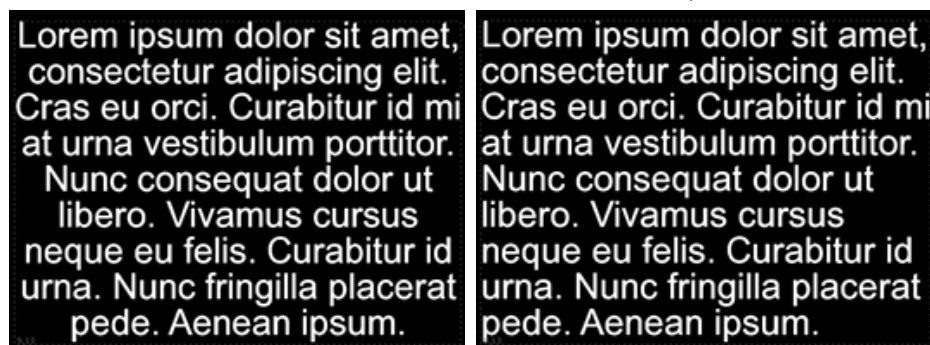 Lorem ipsum dolor sit amet,
consectetur adipiscing elit.
Cras eu orci. Curabitur id mi
at urna vestibulum porttitor.
Nunc consequat dolor ut
libero. Vivamus cursus
neque eu felis. Curabitur id
urna. Nunc fringilla placerat
pede. Aenean ipsum.
Lorem ipsum dolor sit amet,
consectetur adipiscing elit.
Cras eu orci. Curabitur id mi
at urna vestibulum porttitor.
Nunc consequat dolor ut
libero. Vivamus cursus
neque eu felis. Curabitur id
urna. Nunc fringilla placerat
pede. Aenean ipsum.